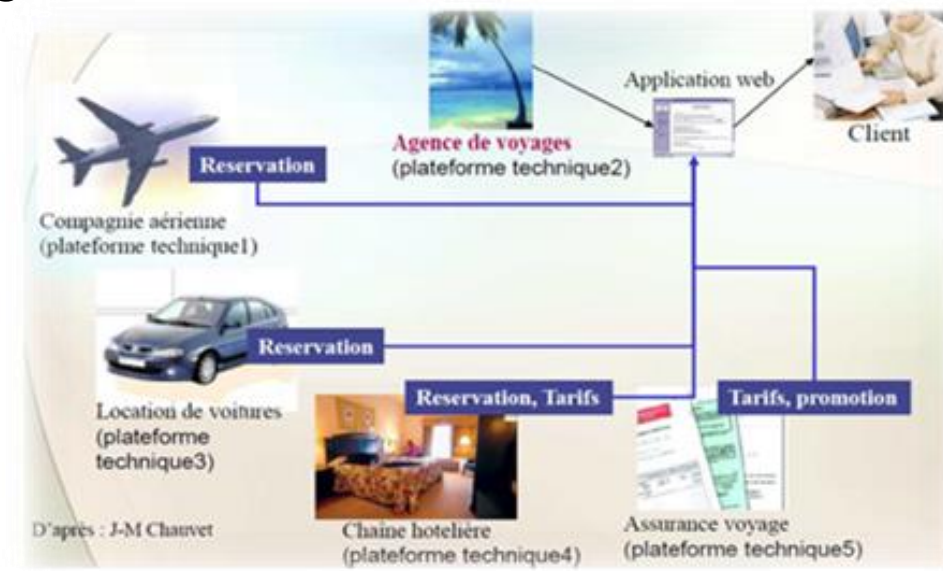 Application web
Client
Agence de voyages
(plateforme technique2)
Reservation
Compagnie aérienne
(plateforme technique1)
Reservation
Location de voitures
(plateforme
technique3)
Reservation, Tarifs
Tarifs, promotion
Chaîne hotelière
(plateforme technique4)
Assurance voyage
(plateforme technique5)
D'après : J-M Chauvet